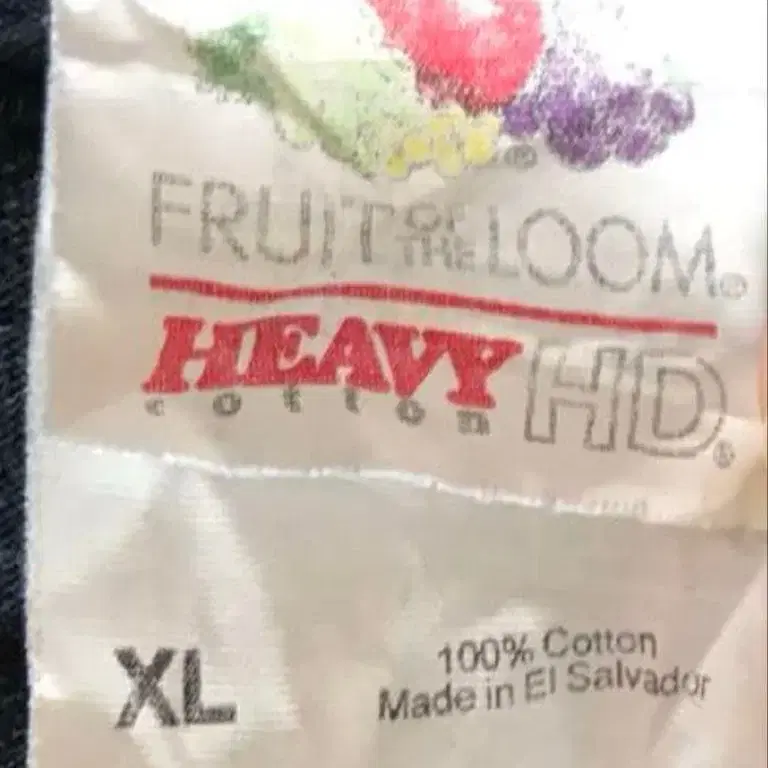 FRUIT OF THE LOOM®
HEAVY HD®
cotton
XL
100% Cotton
Made in El Salvador